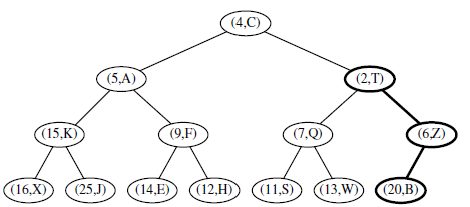 (4,C)
(5,A) (2,T)
(15,K) (9,F) (7,Q) (6,Z)
(16,X) (25,J) (14,E) (12,H) (11,S) (13,W) (20,B)